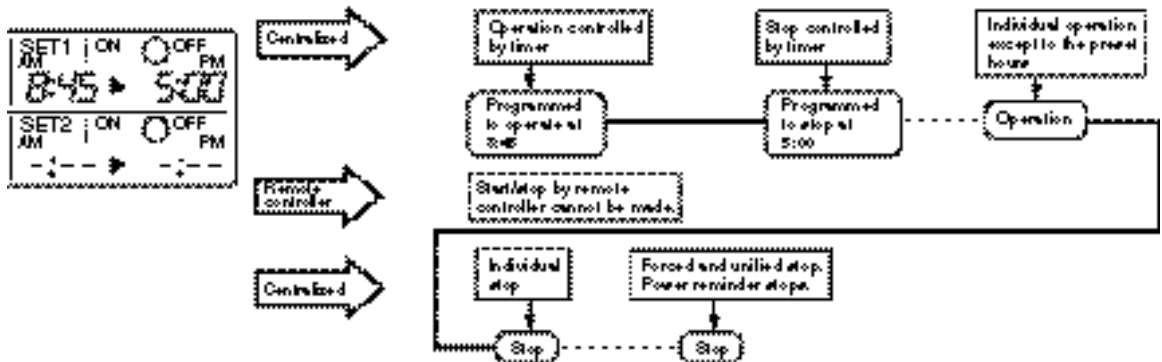 SET1 ON OFF
AM PM
8:45 5:00
SET2 ON OFF
AM PM
-:-- -:--
Centralized
Operation controlled
by timer
Stop controlled
by timer
Individual operation
except to the preset
hours
Programmed
to operate at
8:45
Programmed
to stop at
5:00
Operation
Remote
controller
Start/stop by remote
controller cannot be made.
Centralized
Individual
stop
Forced and unified stop.
Power reminder stops.
Stop
Stop